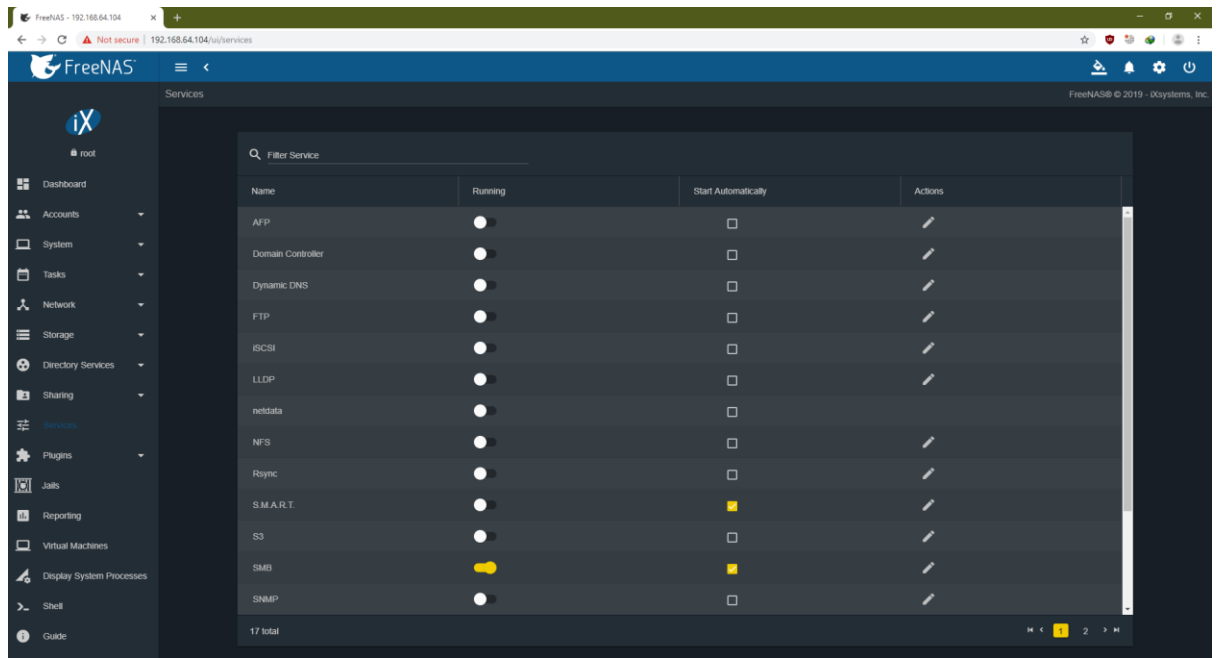 FreeNAS - 192.168.64.104
Not secure | 192.168.64.104/ui/services
FreeNAS
Services
FreeNAS® © 2019 - iXsystems, Inc.
iX
root
Dashboard
Accounts
System
Tasks
Network
Storage
Directory Services
Sharing
Services
Plugins
Jails
Reporting
Virtual Machines
Display System Processes
Shell
Guide
Filter Service
Name Running Start Automatically Actions
AFP
Domain Controller
Dynamic DNS
FTP
iSCSI
LLDP
netdata
NFS
Rsync
S.M.A.R.T.
S3
SMB
SNMP
17 total 1 2